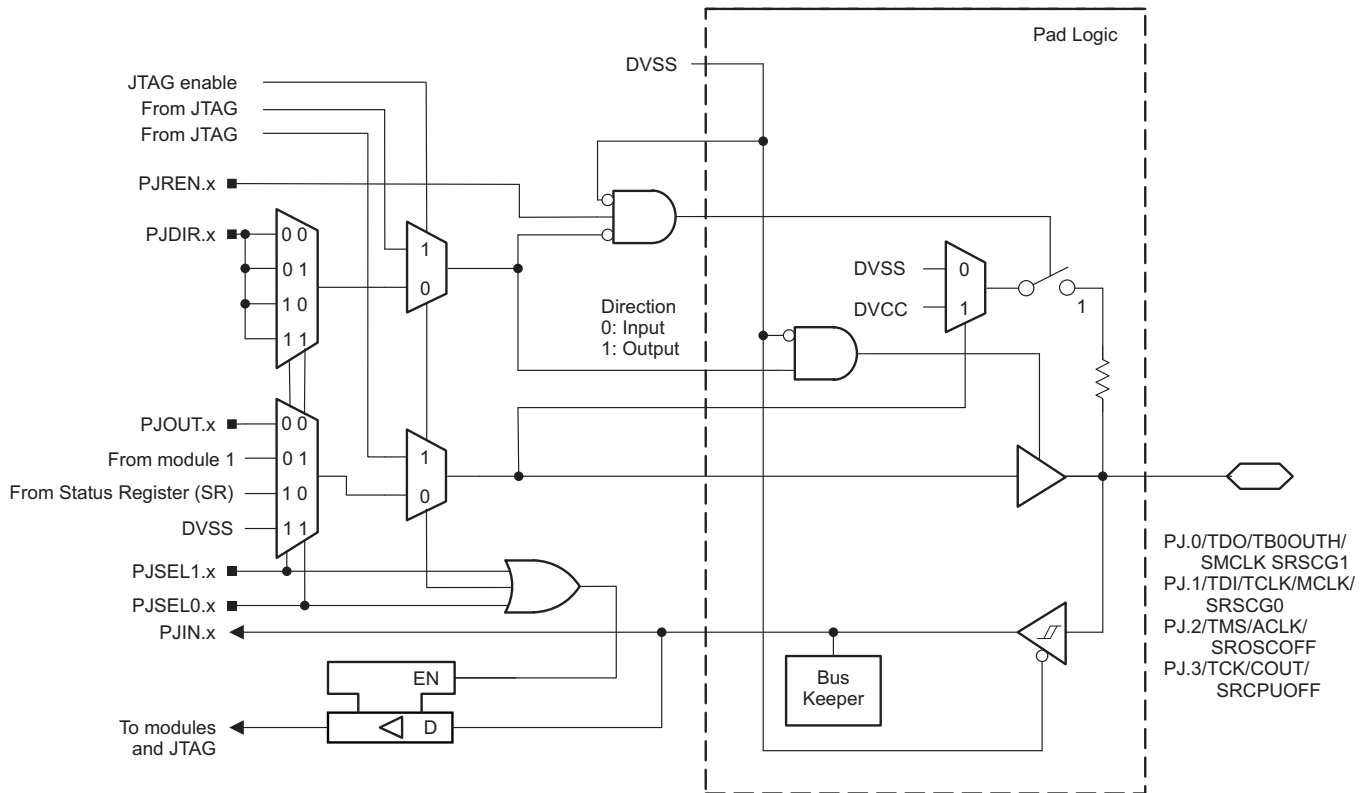 Pad Logic
DVSS
JTAG enable
From JTAG
From JTAG
PJREN.x
PJDIR.x
0 0
0 1
1 0
1 1
1
0
Direction
0: Input
1: Output
DVSS
DVCC
0
1
1
PJOUT.x
From module 1
From Status Register (SR)
DVSS
0 0
0 1
1 0
1 1
1
0
PJSEL1.x
PJSEL0.x
PJIN.x
EN
D
To modules
and JTAG
Bus
Keeper
PJ.0/TDO/TB0OUTH/
SMCLK SRSCG1
PJ.1/TDI/TCLK/MCLK/
SRSCG0
PJ.2/TMS/ACLK/
SROSCOFF
PJ.3/TCK/COUT/
SRCPUOFF